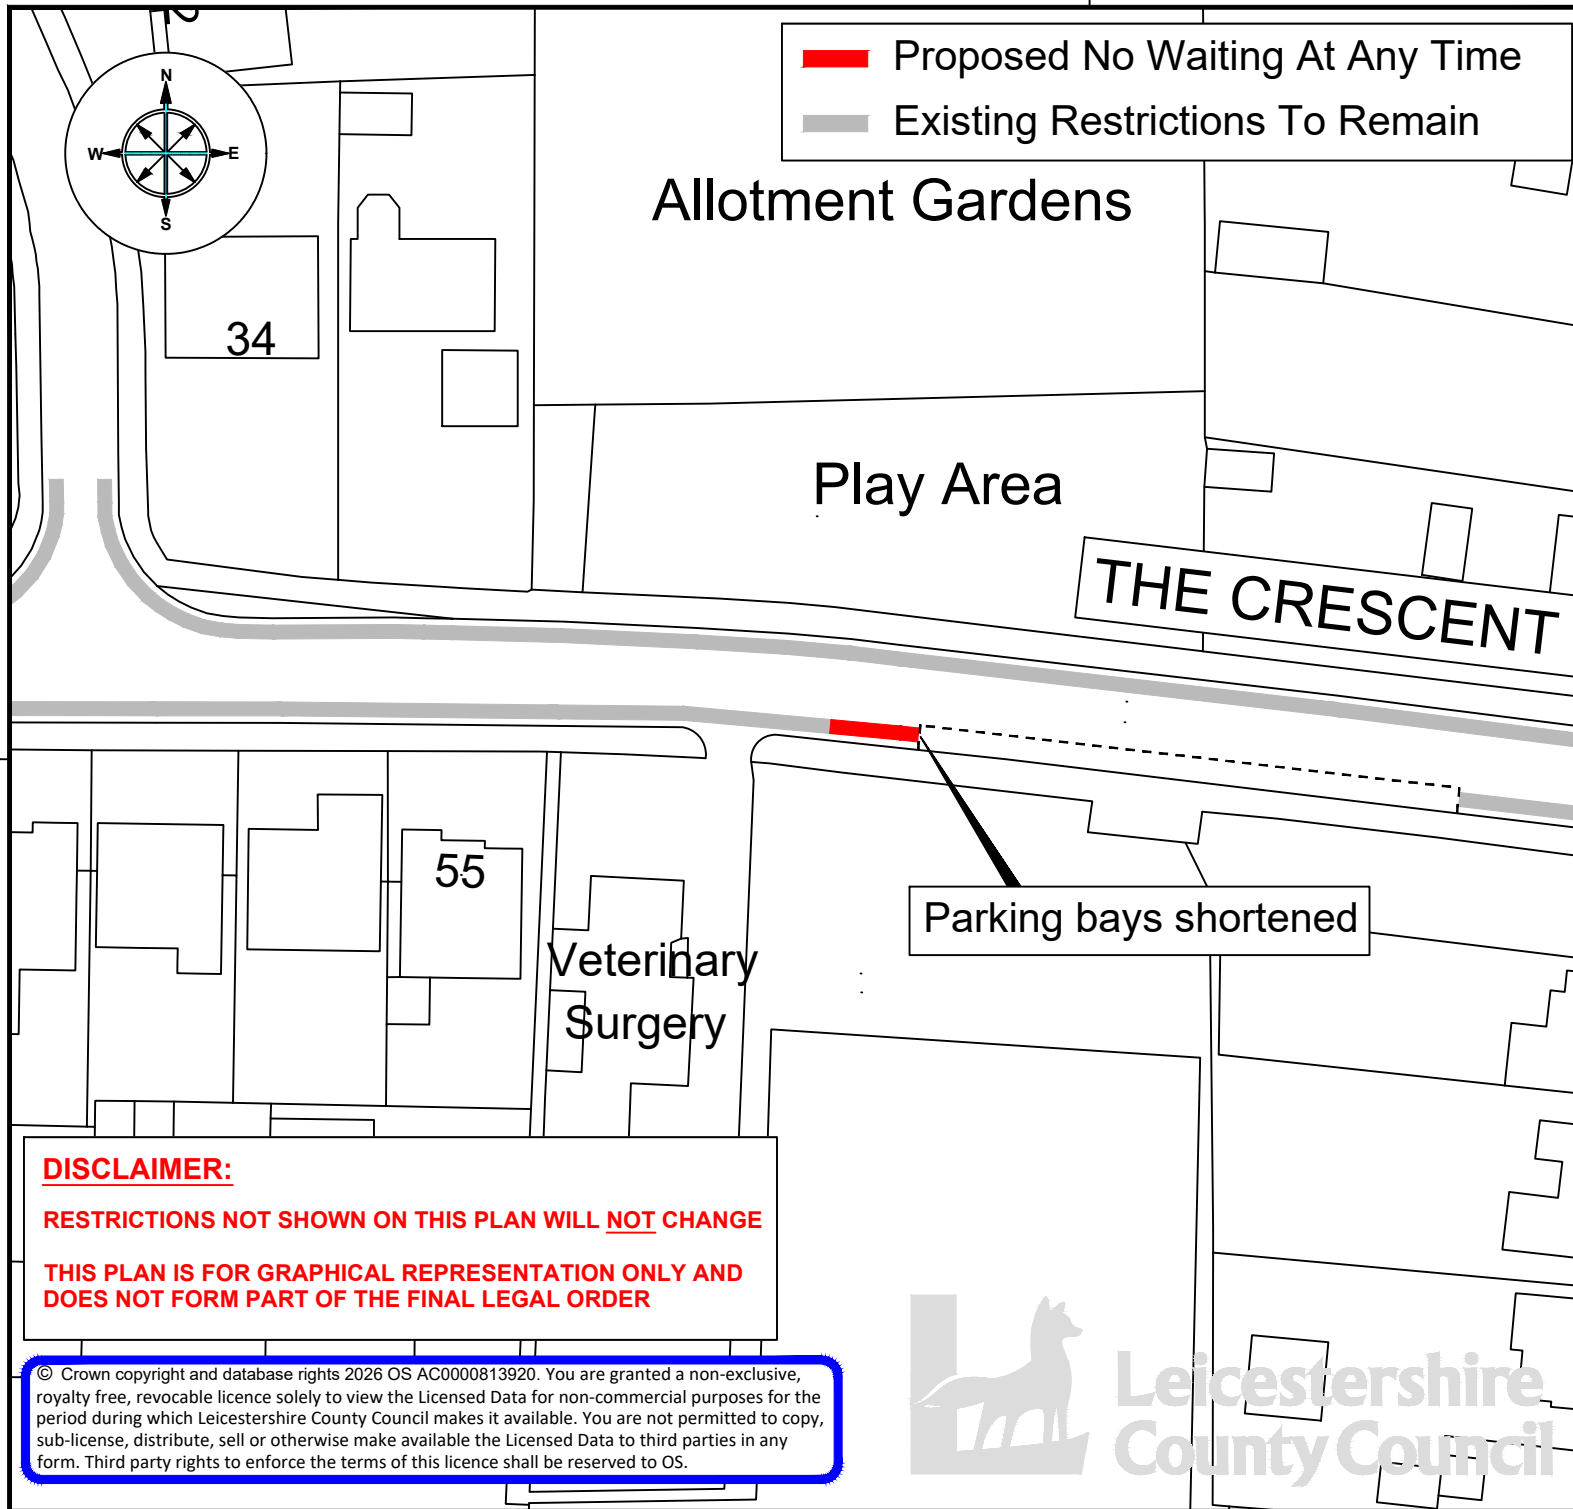 Proposed No Waiting At Any Time
Existing Restrictions To Remain
N
W E
S
Allotment Gardens
34
Play Area
THE CRESCENT
55
Parking bays shortened
Veterinary
Surgery
DISCLAIMER:
RESTRICTIONS NOT SHOWN ON THIS PLAN WILL NOT CHANGE
THIS PLAN IS FOR GRAPHICAL REPRESENTATION ONLY AND
DOES NOT FORM PART OF THE FINAL LEGAL ORDER
© Crown copyright and database rights 2026 OS AC0000813920. You are granted a non-exclusive,
royalty free, revocable licence solely to view the Licensed Data for non-commercial purposes for the
period during which Leicestershire County Council makes it available. You are not permitted to copy,
sub-license, distribute, sell or otherwise make available the Licensed Data to third parties in any
form. Third party rights to enforce the terms of this licence shall be reserved to OS.
Leicestershire
County Council